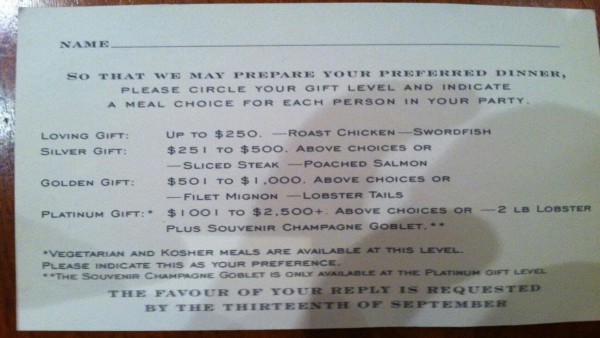 NAME
SO THAT WE MAY PREPARE YOUR PREFERRED DINNER,
PLEASE CIRCLE YOUR GIFT LEVEL AND INDICATE
A MEAL CHOICE FOR EACH PERSON IN YOUR PARTY.
LOVING GIFT: UP TO $250. —ROAST CHICKEN —SWORDFISH
SILVER GIFT: $251 TO $500. ABOVE CHOICES OR
—SLICED STEAK —POACHED SALMON
GOLDEN GIFT: $501 TO $1,000. ABOVE CHOICES OR
—FILET MIGNON —LOBSTER TAILS
PLATINUM GIFT:* $1001 TO $2,500+. ABOVE CHOICES OR —2 LB LOBSTER
PLUS SOUVENIR CHAMPAGNE GOBLET.**
*VEGETARIAN AND KOSHER MEALS ARE AVAILABLE AT THIS LEVEL.
PLEASE INDICATE THIS AS YOUR PREFERENCE.
**THE SOUVENIR CHAMPAGNE GOBLET IS ONLY AVAILABLE AT THE PLATINUM GIFT LEVEL
THE FAVOUR OF YOUR REPLY IS REQUESTED
BY THE THIRTEENTH OF SEPTEMBER